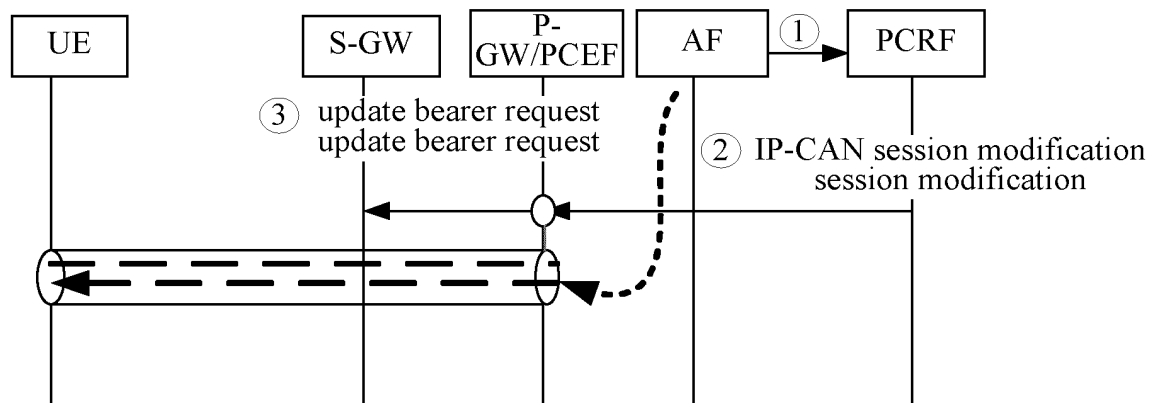 UE
S-GW
P-
GW/PCEF
AF
1
PCRF
3 update bearer request
update bearer request
2 IP-CAN session modification
session modification